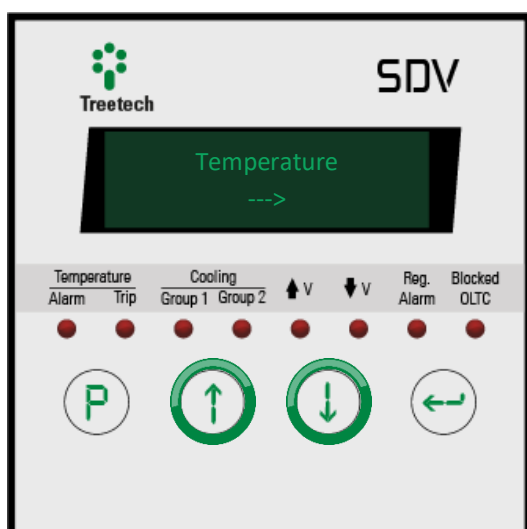 Treetech
SDV
Temperature
--->
Temperature Cooling V V Reg. Blocked
Alarm Trip Group 1 Group 2 Alarm OLTC
P